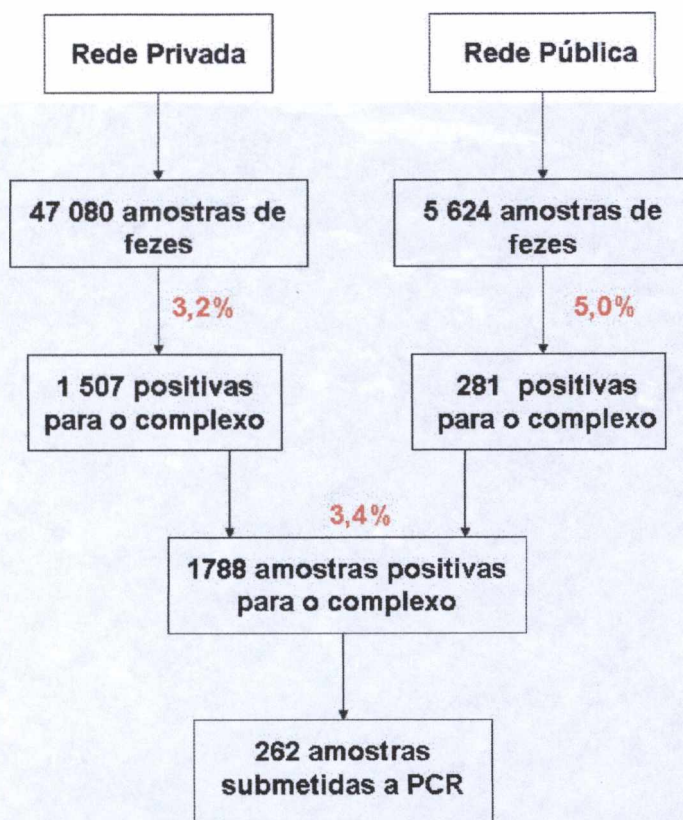 Rede Privada
Rede Pública
47 080 amostras de
fezes
5 624 amostras de
fezes
3,2%
5,0%
1 507 positivas
para o complexo
281 positivas
para o complexo
3,4%
1788 amostras positivas
para o complexo
262 amostras
submetidas a PCR